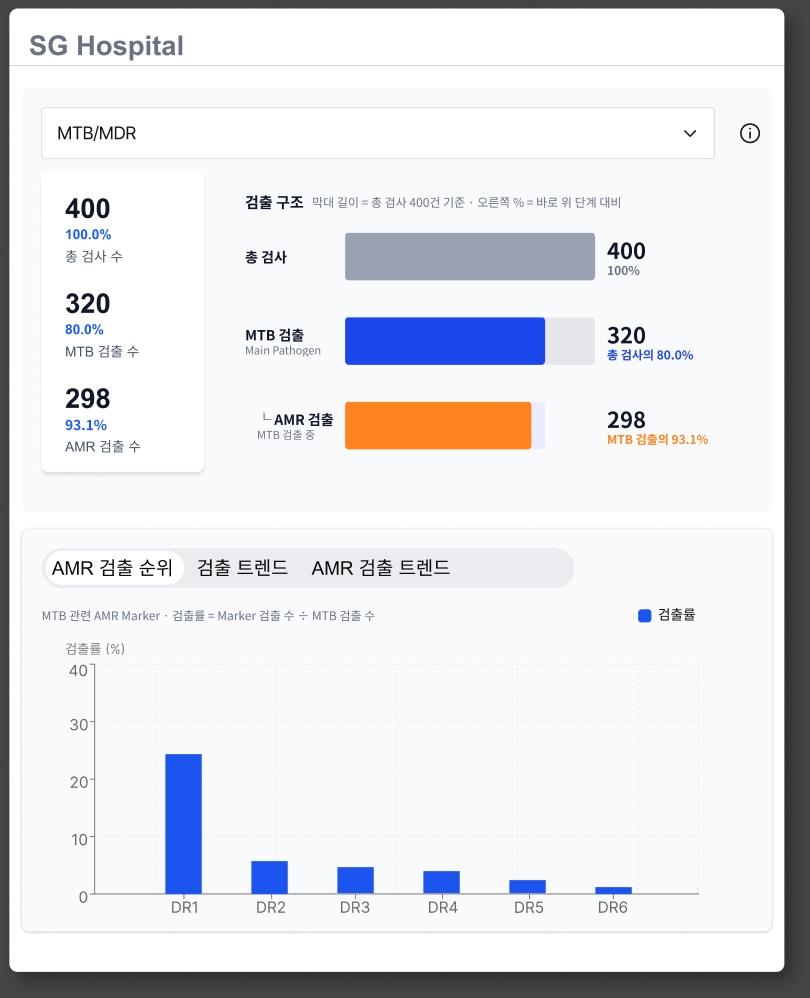 SG Hospital
MTB/MDR
400
100.0%
총 검사 수
320
80.0%
MTB 검출 수
298
93.1%
AMR 검출 수
검출 구조 막대 길이 = 총 검사 400건 기준 · 오른쪽 % = 바로 위 단계 대비
총 검사
400
100%
MTB 검출
Main Pathogen
320
총 검사의 80.0%
└ AMR 검출
MTB 검출 중
298
MTB 검출의 93.1%
AMR 검출 순위 검출 트렌드 AMR 검출 트렌드
MTB 관련 AMR Marker · 검출률 = Marker 검출 수 ÷ MTB 검출 수
검출률
검출률 (%)
40
30
20
10
0
DR1 DR2 DR3 DR4 DR5 DR6